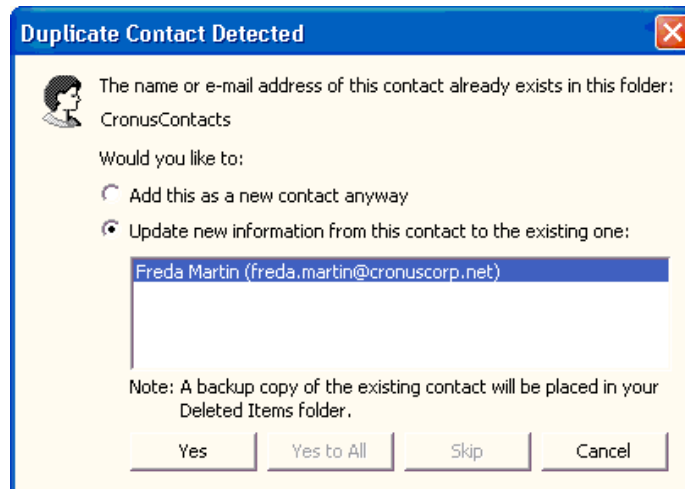 Duplicate Contact Detected
The name or e-mail address of this contact already exists in this folder:
CronusContacts
Would you like to:
Add this as a new contact anyway
Update new information from this contact to the existing one:
Freda Martin (freda.martin@cronuscorp.net)
Note: A backup copy of the existing contact will be placed in your
Deleted Items folder.
Yes Yes to All Skip Cancel